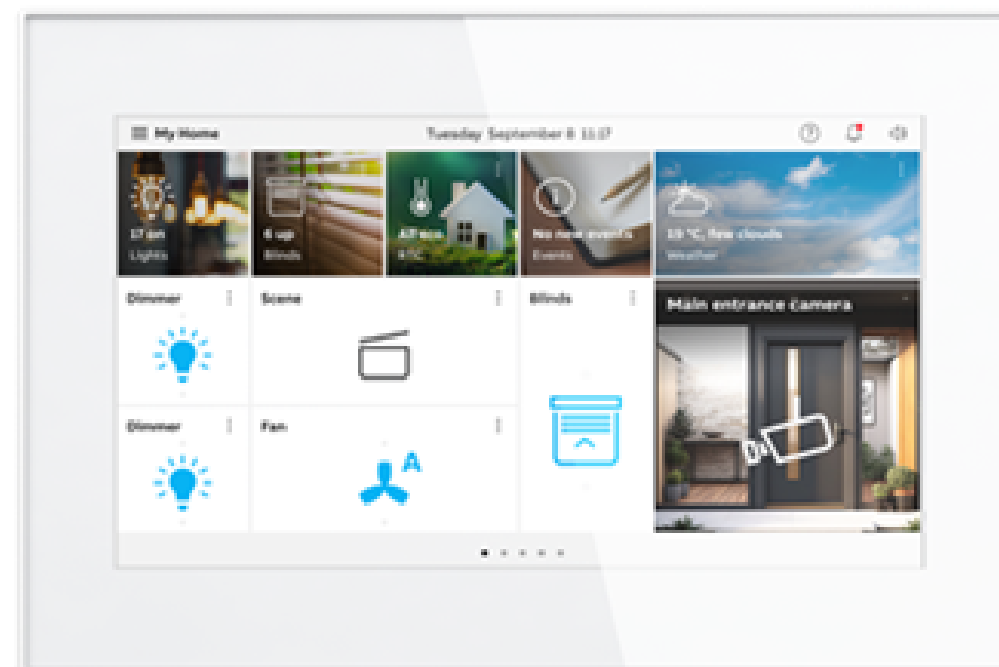 My Home
Tuesday September 8 11:17
17 on
Lights
6 up
Blinds
All eco
RTC
No new events
Events
19 °C, few clouds
Weather
Dimmer
Scene
Blinds
Main entrance camera
Dimmer
Fan
A